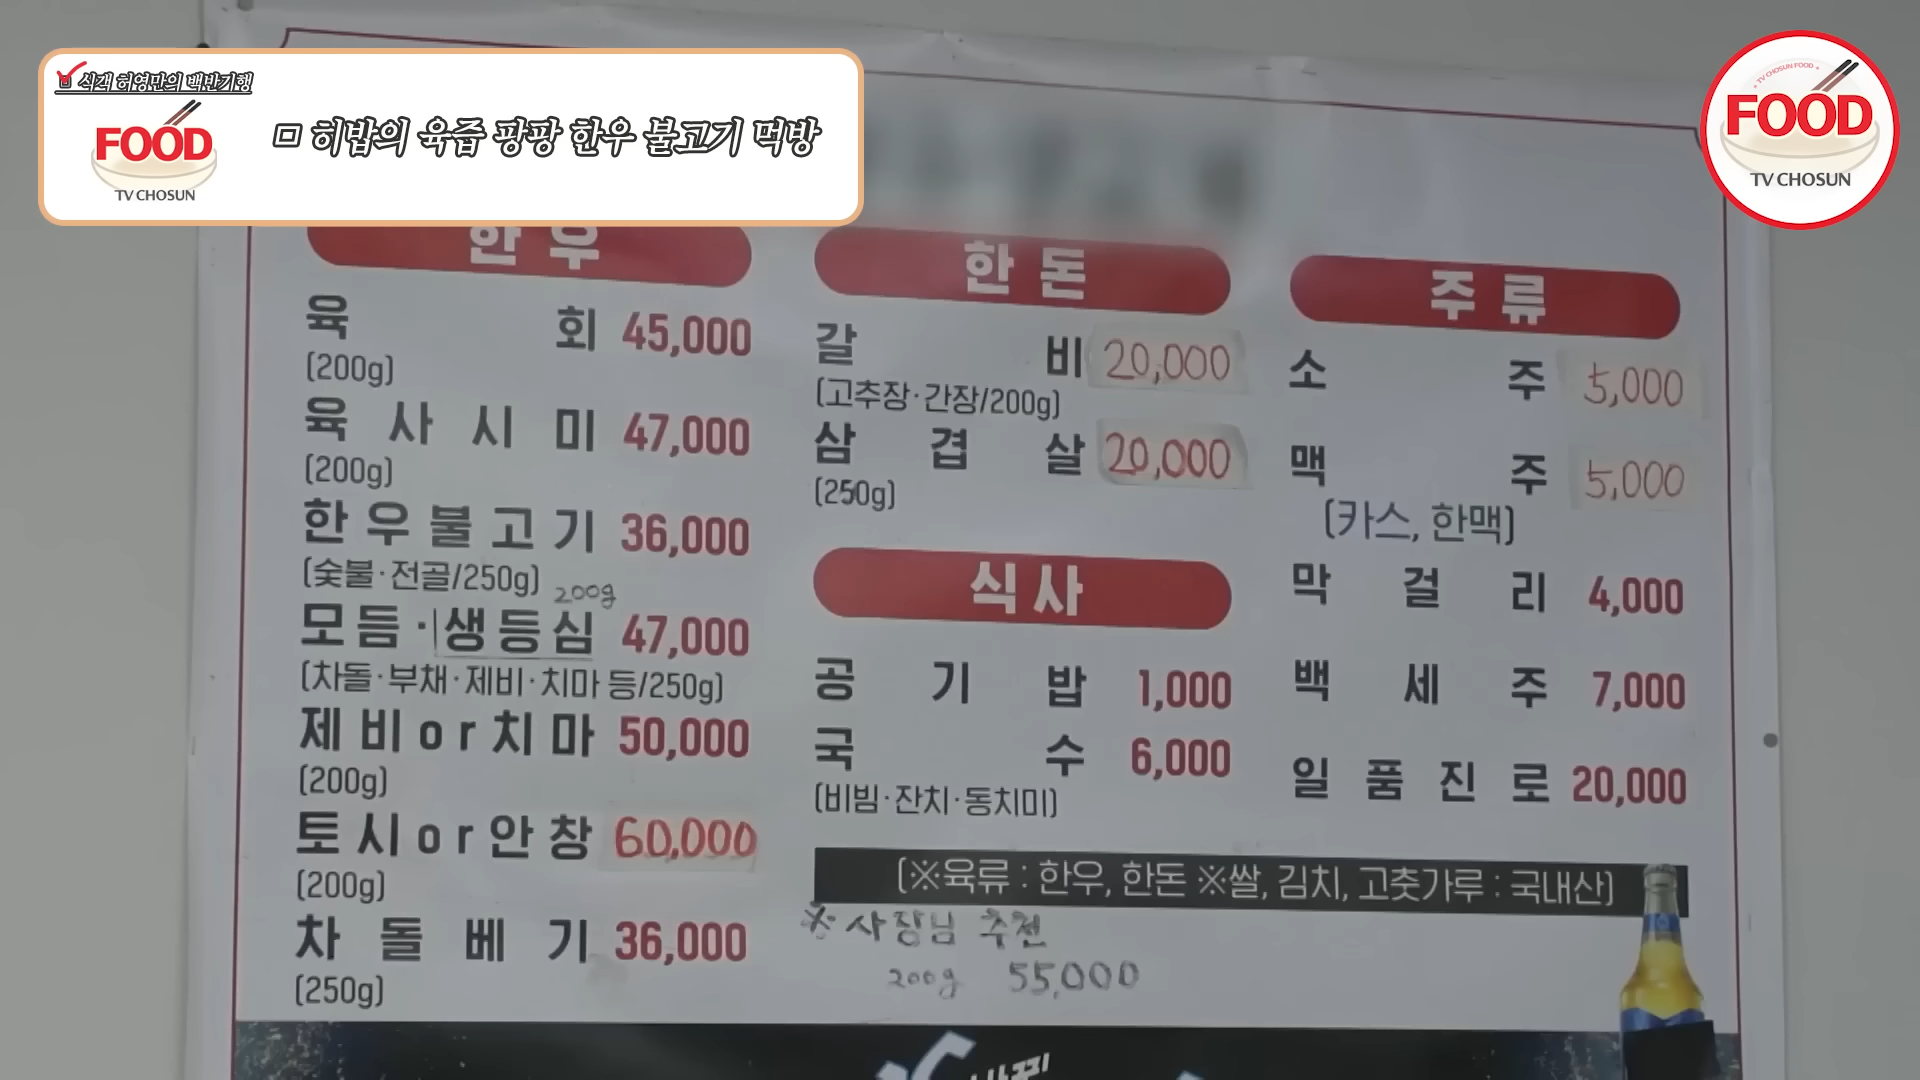 식객 허영만의 백반기행
FOOD
TV CHOSUN
ㅁ 히밥의 육즙 팡팡 한우 불고기 먹방
TV CHOSUN FOOD
FOOD
TV CHOSUN
한우
육회 45,000
(200g)
육사시미 47,000
(200g)
한우불고기 36,000
(숯불·전골/250g)
200g
모듬·생등심 47,000
(차돌·부채·제비·치마 등/250g)
제비or치마 50,000
(200g)
토시or안창 60,000
(200g)
차돌베기 36,000
(250g)
한돈
갈비 20,000
(고추장·간장/200g)
삼겹살 20,000
(250g)
식사
공기밥 1,000
국수 6,000
(비빔·잔치·동치미)
주류
소주 5,000
맥주 5,000
(카스, 한맥)
막걸리 4,000
백세주 7,000
일품진로 20,000
(※육류 : 한우, 한돈 ※쌀, 김치, 고춧가루 : 국내산)
※ 사장님 추천
200g 55,000